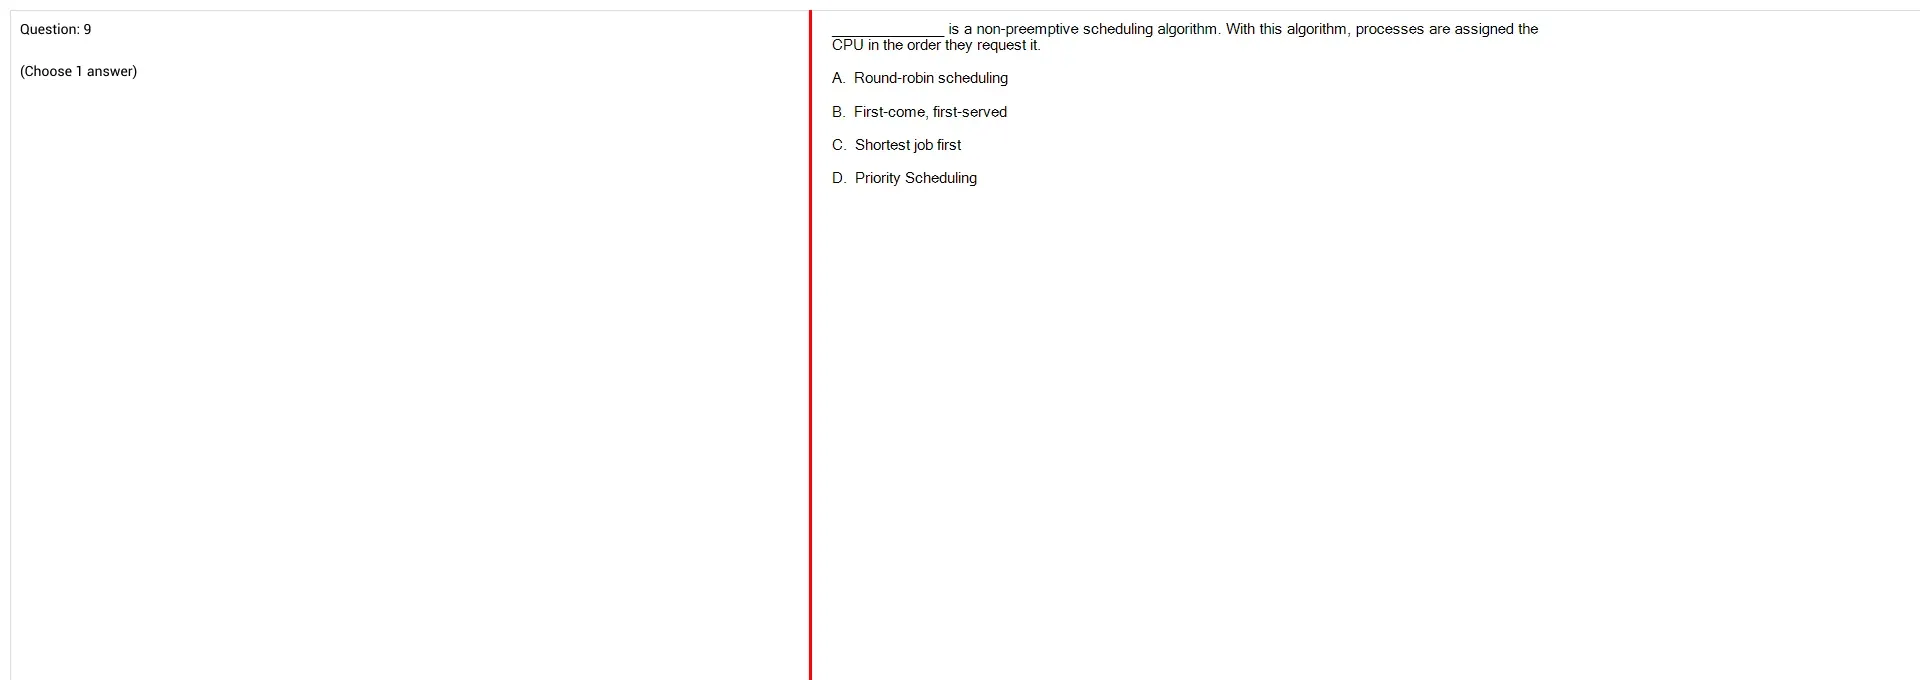 Question: 9
(Choose 1 answer)
______________ is a non-preemptive scheduling algorithm. With this algorithm, processes are assigned the
CPU in the order they request it.
A. Round-robin scheduling
B. First-come, first-served
C. Shortest job first
D. Priority Scheduling